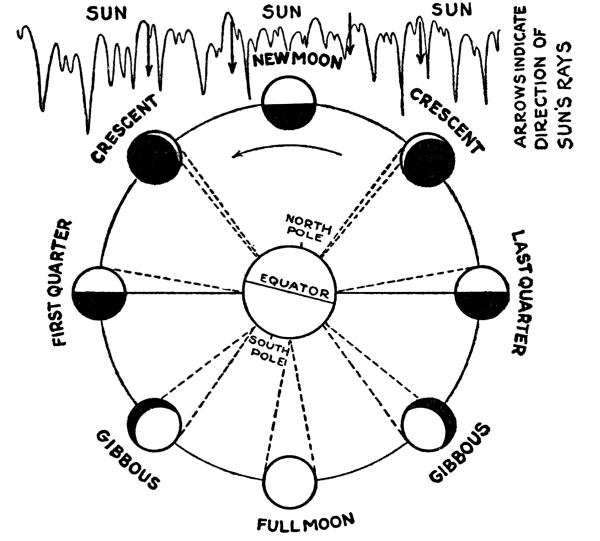 SUN SUN SUN
ARROWS INDICATE
DIRECTION OF
SUN'S RAYS
NEW MOON
CRESCENT
CRESCENT
NORTH
POLE
FIRST QUARTER
EQUATOR
LAST QUARTER
SOUTH
POLE
GIBBOUS
GIBBOUS
FULL MOON